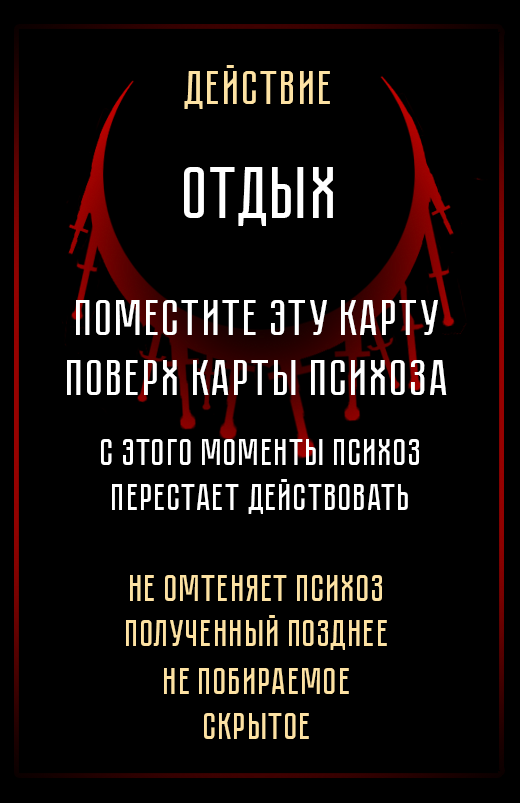 ДЕЙСТВИЕ
ОТДЫХ
ПОМЕСТИТЕ ЭТУ КАРТУ
ПОВЕРХ КАРТЫ ПСИХОЗА
С ЭТОГО МОМЕНТЫ ПСИХОЗ
ПЕРЕСТАЕТ ДЕЙСТВОВАТЬ
НЕ ОМТЕНЯЕТ ПСИХОЗ
ПОЛУЧЕННЫЙ ПОЗДНЕЕ
НЕ ПОБИРАЕМОЕ
СКРЫТОЕ